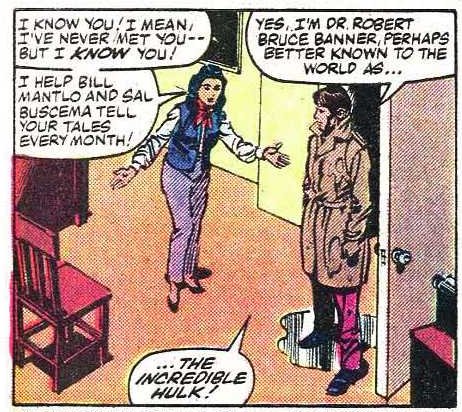 I KNOW YOU! I MEAN,
I'VE NEVER MET YOU--
BUT I KNOW YOU!
I HELP BILL
MANTLO AND SAL
BUSCEMA TELL
YOUR TALES
EVERY MONTH!
YES, I'M DR. ROBERT
BRUCE BANNER, PERHAPS
BETTER KNOWN TO THE
WORLD AS...
...THE
INCREDIBLE
HULK!